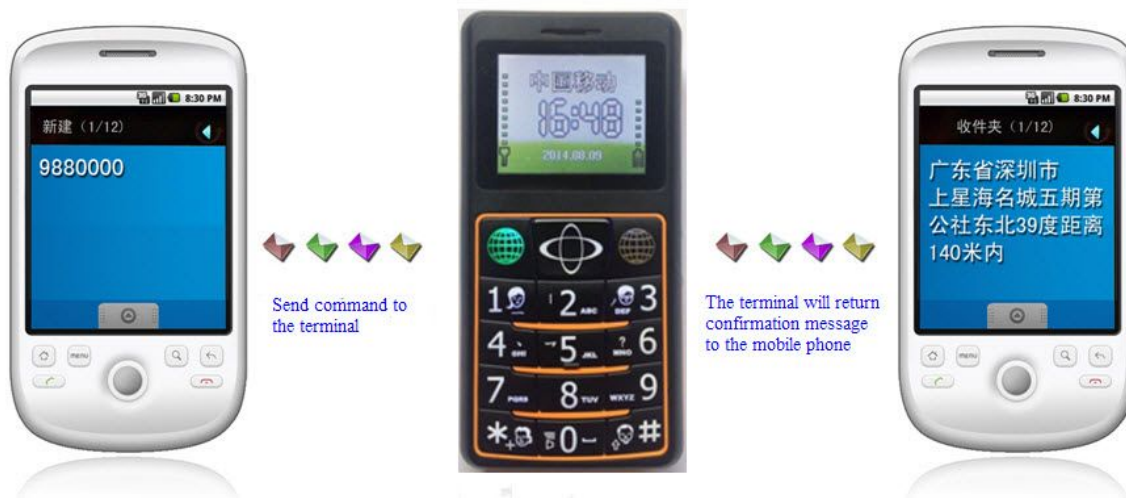 8:30 PM
新建（1/12）
9880000
menu
Send command to
the terminal
中国移动
16:48
2014.08.09
1
2 ABC
DEF 3
4 GHI
5 JKL
MNO 6
7 PQRS
8 TUV
WXYZ 9
* +
0
#
The terminal will return
confirmation message
to the mobile phone
8:30 PM
收件夹（1/12）
广东省深圳市
上星海名城五期第
公社东北39度距离
140米内
menu